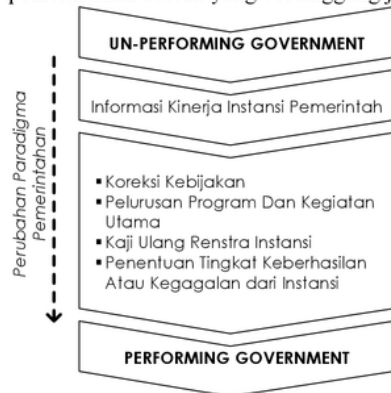 UN-PERFORMING GOVERNMENT
Informasi Kinerja Instansi Pemerintah
▪ Koreksi Kebijakan
▪ Pelurusan Program Dan Kegiatan
Utama
▪ Kaji Ulang Renstra Instansi
▪ Penentuan Tingkat Keberhasilan
Atau Kegagalan dari Instansi
PERFORMING GOVERNMENT
Perubahan Paradigma
Pemerintahan